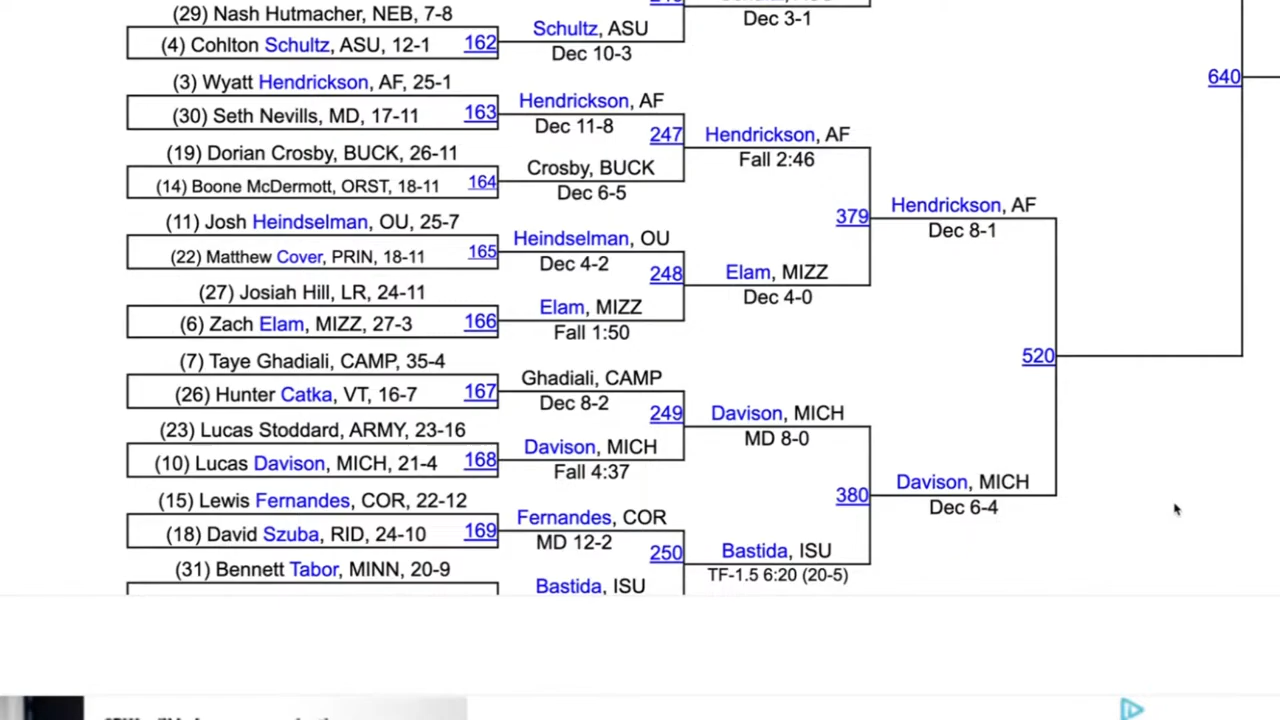 (29) Nash Hutmacher, NEB, 7-8
(4) Cohlton Schultz, ASU, 12-1
162
Schultz, ASU
Dec 10-3
Dec 3-1
(3) Wyatt Hendrickson, AF, 25-1
(30) Seth Nevills, MD, 17-11
163
Hendrickson, AF
Dec 11-8
247
(19) Dorian Crosby, BUCK, 26-11
(14) Boone McDermott, ORST, 18-11
164
Crosby, BUCK
Dec 6-5
Hendrickson, AF
Fall 2:46
(11) Josh Heindselman, OU, 25-7
(22) Matthew Cover, PRIN, 18-11
165
Heindselman, OU
Dec 4-2
248
(27) Josiah Hill, LR, 24-11
(6) Zach Elam, MIZZ, 27-3
166
Elam, MIZZ
Fall 1:50
Elam, MIZZ
Dec 4-0
379
Hendrickson, AF
Dec 8-1
(7) Taye Ghadiali, CAMP, 35-4
(26) Hunter Catka, VT, 16-7
167
Ghadiali, CAMP
Dec 8-2
249
(23) Lucas Stoddard, ARMY, 23-16
(10) Lucas Davison, MICH, 21-4
168
Davison, MICH
Fall 4:37
Davison, MICH
MD 8-0
(15) Lewis Fernandes, COR, 22-12
(18) David Szuba, RID, 24-10
169
Fernandes, COR
MD 12-2
250
(31) Bennett Tabor, MINN, 20-9
Bastida, ISU
Bastida, ISU
TF-1.5 6:20 (20-5)
380
Davison, MICH
Dec 6-4
520
640